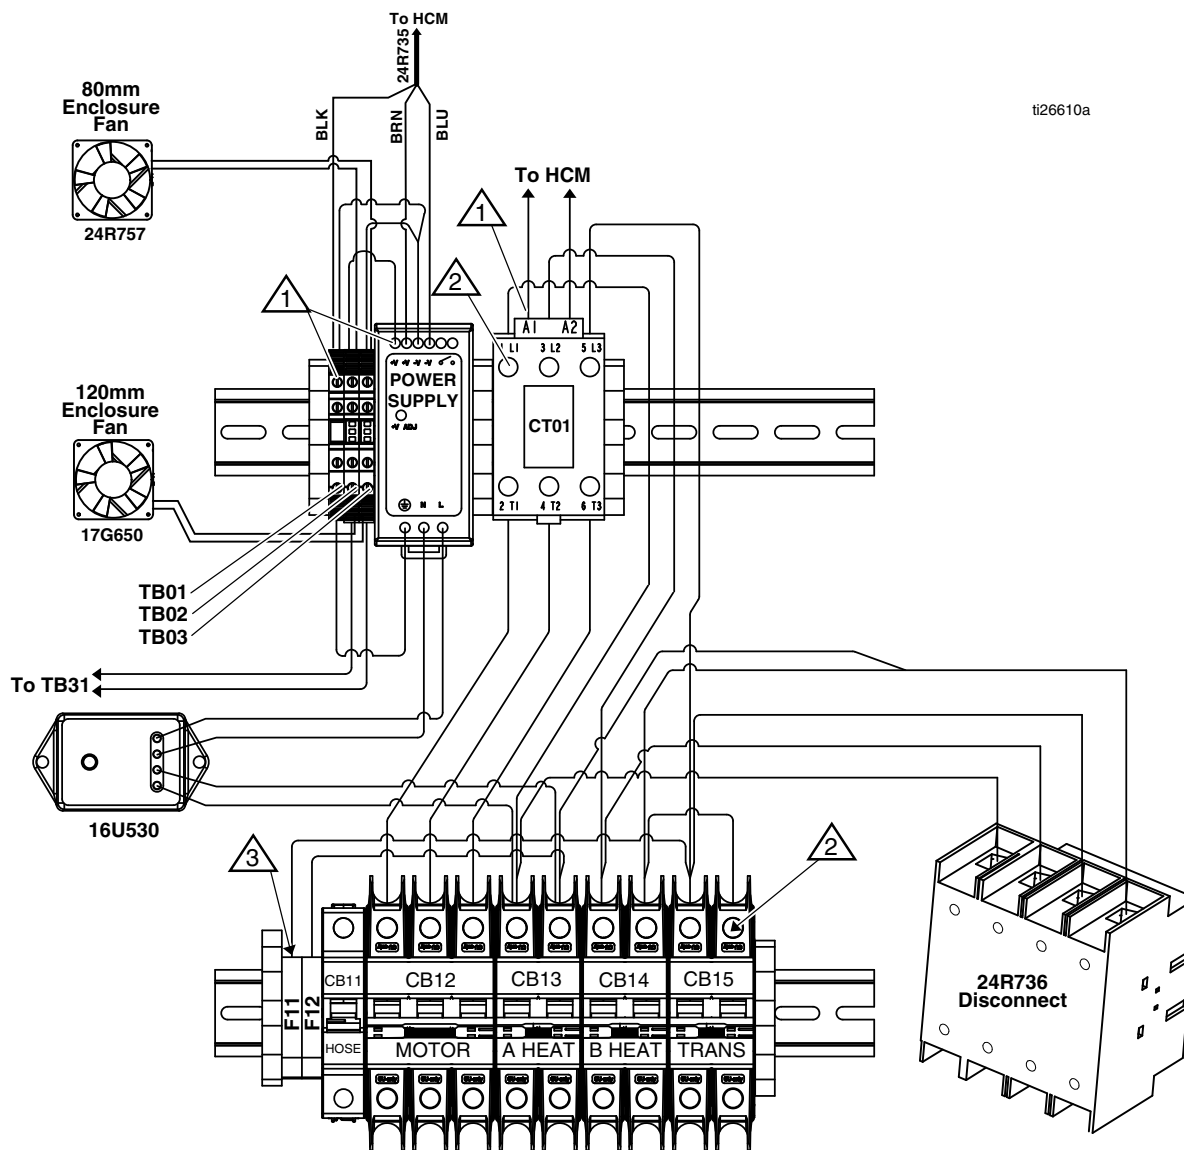 To HCM
24R735
80mm
Enclosure
Fan
ti26610a
BLK
BRN
BLU
To HCM
1
24R757
2
1
A1 A2
1 L1 3 L2 5 L3
+V +V -V -V
POWER
SUPPLY
+V ADJ
CT01
120mm
Enclosure
Fan
N L
2 T1 4 T2 6 T3
17G650
TB01
TB02
TB03
To TB31
16U530
3
2
F11
F12
CB11 CB12 CB13 CB14 CB15
HOSE MOTOR A HEAT B HEAT TRANS
24R736
Disconnect